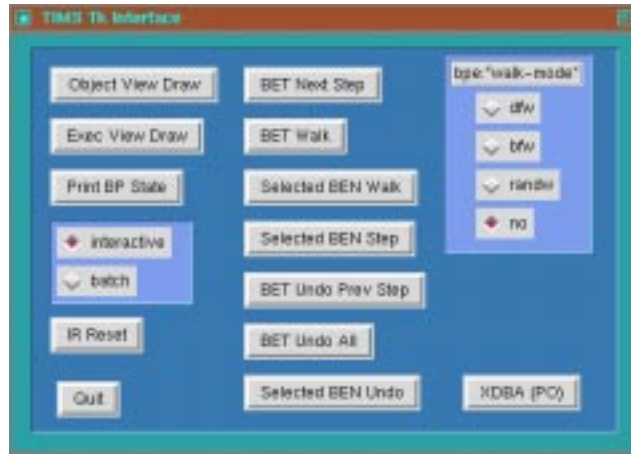 TIMS Tk Interface
Object View Draw
Exec View Draw
Print BP State
interactive
batch
IR Reset
Quit
BET Next Step
BET Walk
Selected BEN Walk
Selected BEN Step
BET Undo Prev Step
BET Undo All
Selected BEN Undo
bpe:"walk-mode"
dfw
bfw
randw
no
XDBA (PO)